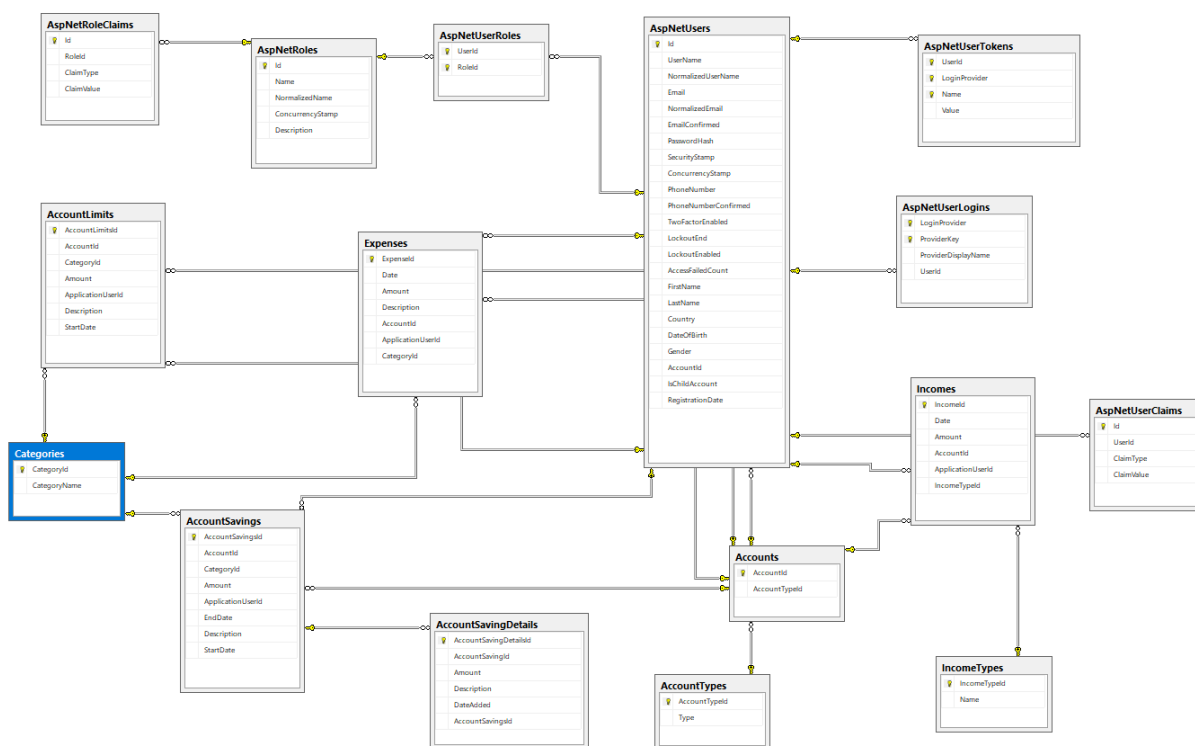 AspNetRoleClaims
Id
RoleId
ClaimType
ClaimValue
AspNetRoles
Id
Name
NormalizedName
ConcurrencyStamp
Description
AspNetUserRoles
UserId
RoleId
AspNetUsers
Id
UserName
NormalizedUserName
Email
NormalizedEmail
EmailConfirmed
PasswordHash
SecurityStamp
ConcurrencyStamp
PhoneNumber
PhoneNumberConfirmed
TwoFactorEnabled
LockoutEnd
LockoutEnabled
AccessFailedCount
FirstName
LastName
Country
DateOfBirth
Gender
AccountId
IsChildAccount
RegistrationDate
AspNetUserTokens
UserId
LoginProvider
Name
Value
AspNetUserLogins
LoginProvider
ProviderKey
ProviderDisplayName
UserId
AccountLimits
AccountLimitsId
AccountId
CategoryId
Amount
ApplicationUserId
Description
StartDate
Expenses
ExpenseId
Date
Amount
Description
AccountId
ApplicationUserId
CategoryId
Incomes
IncomeId
Date
Amount
AccountId
ApplicationUserId
IncomeTypeId
AspNetUserClaims
Id
UserId
ClaimType
ClaimValue
Categories
CategoryId
CategoryName
AccountSavings
AccountSavingsId
AccountId
CategoryId
Amount
ApplicationUserId
EndDate
Description
StartDate
Accounts
AccountId
AccountTypeId
AccountSavingDetails
AccountSavingDetailsId
AccountSavingId
Amount
Description
DateAdded
AccountSavingsId
AccountTypes
AccountTypeId
Type
IncomeTypes
IncomeTypeId
Name